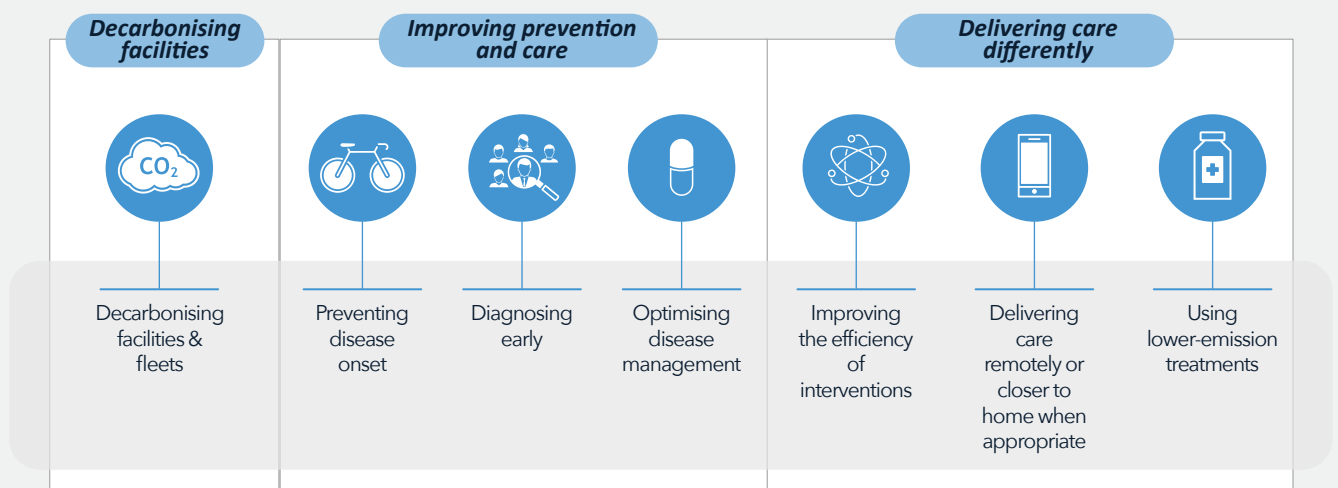 Decarbonising
facilities
Improving prevention
and care
Delivering care
differently
CO₂
Decarbonising
facilities &
fleets
Preventing
disease
onset
Diagnosing
early
Optimising
disease
management
Improving
the efficiency
of
interventions
Delivering
care
remotely or
closer to
home when
appropriate
Using
lower-emission
treatments